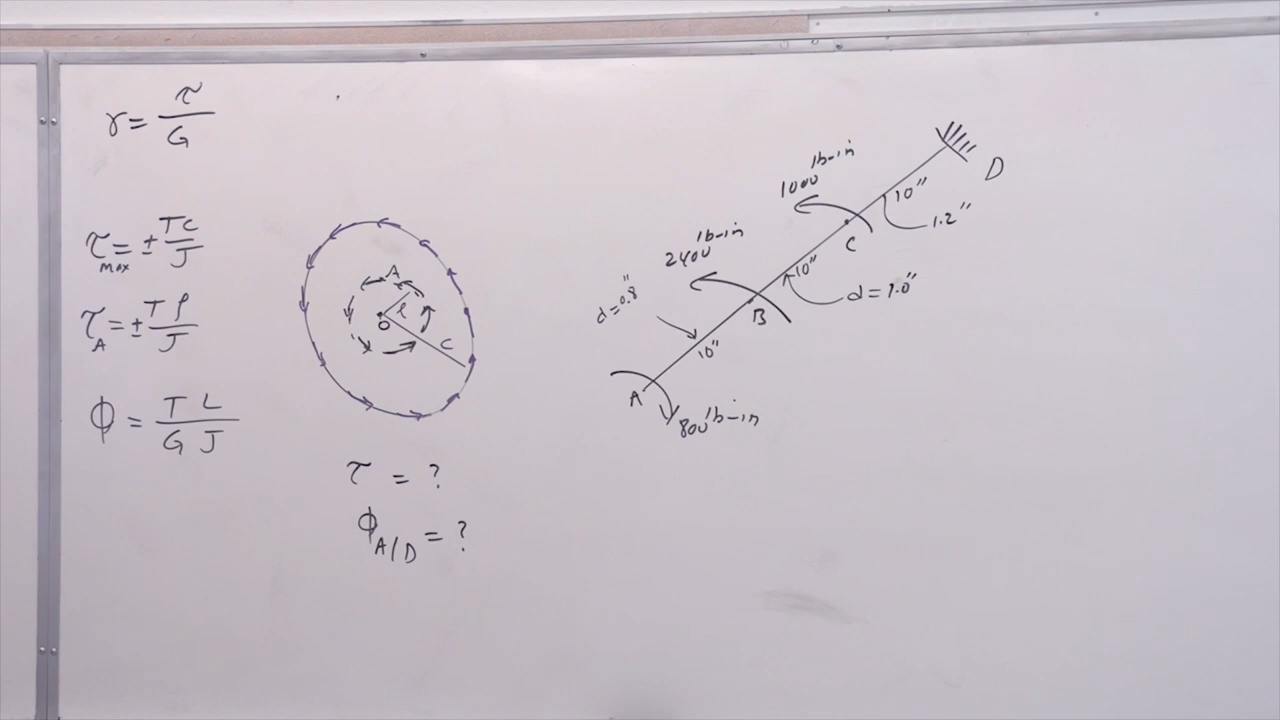 γ = τ/G
τmax = ± TC/J
τA = ± Tρ/J
φ = TL/GJ
A
ρ
O
C
τ = ?
φA/D = ?
1000 lb-in
D
10"
1.2"
2400 lb-in
C
10"
d=1.0"
d=0.8"
B
10"
A
800 lb-in